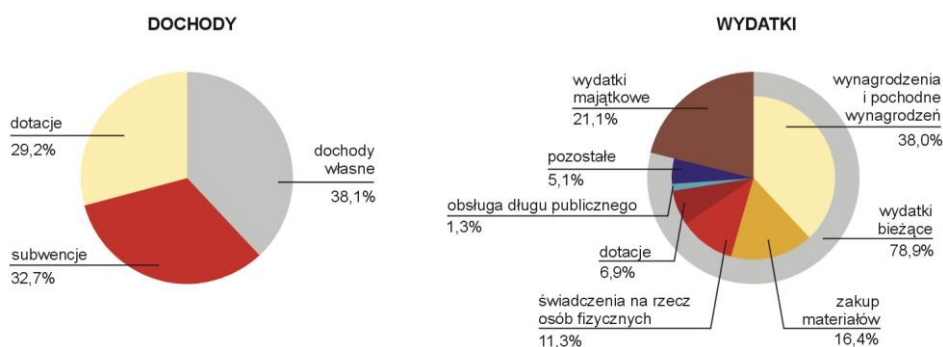 DOCHODY
dotacje
29,2%
dochody
własne
38,1%
subwencje
32,7%
WYDATKI
wydatki
majątkowe
21,1%
wynagrodzenia
i pochodne
wynagrodzeń
38,0%
pozostałe
5,1%
obsługa długu publicznego
1,3%
wydatki
bieżące
78,9%
dotacje
6,9%
świadczenia na rzecz
osób fizycznych
11,3%
zakup
materiałów
16,4%